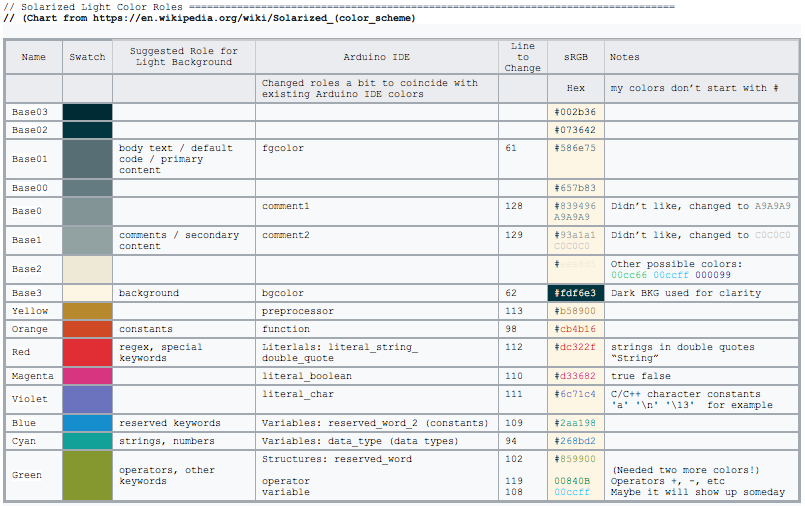 // Solarized Light Color Roles ==================================================================================
// (Chart from https://en.wikipedia.org/wiki/Solarized_(color_scheme)
Name Swatch Suggested Role for Light Background Arduino IDE Line to Change sRGB Notes
Changed roles a bit to coincide with existing Arduino IDE colors Hex my colors don't start with #
Base03 #002b36
Base02 #073642
Base01 body text / default code / primary content fgcolor 61 #586e75
Base00 #657b83
Base0 comment1 128 #839496 A9A9A9 Didn't like, changed to A9A9A9
Base1 comments / secondary content comment2 129 #93a1a1 C0C0C0 Didn't like, changed to C0C0C0
Base2 # Other possible colors: 00cc66 00ccff 000099
Base3 background bgcolor 62 #fdf6e3 Dark BKG used for clarity
Yellow preprocessor 113 #b58900
Orange constants function 98 #cb4b16
Red regex, special keywords Literlals: literal_string_ double_quote 112 #dc322f strings in double quotes "String"
Magenta literal_boolean 110 #d33682 true false
Violet literal_char 111 #6c71c4 C/C++ character constants 'a' '\n' '\13' for example
Blue reserved keywords Variables: reserved_word_2 (constants) 109 #2aa198
Cyan strings, numbers Variables: data_type (data types) 94 #268bd2
Green operators, other keywords Structures: reserved_word 102 #859900
(Needed two more colors!)
operator 119 00840B Operators +, -, etc
variable 108 00ccff Maybe it will show up someday